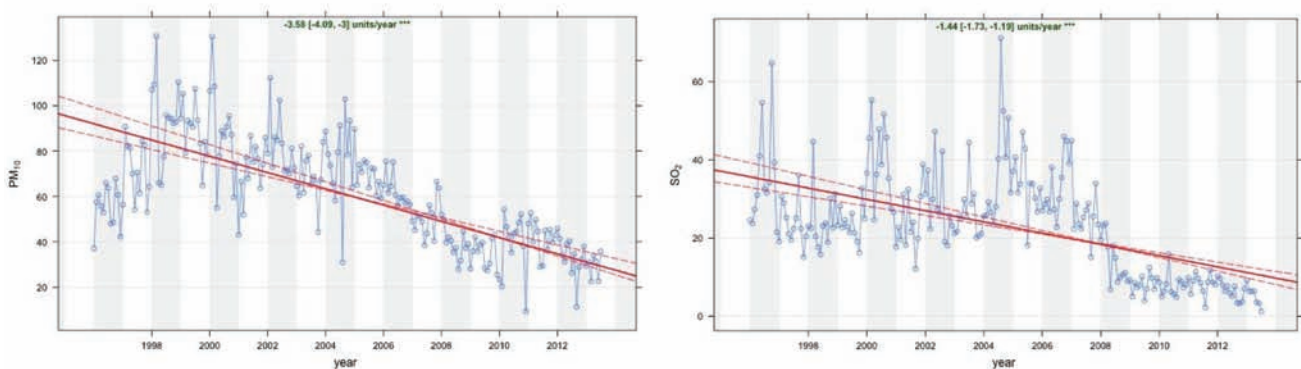 -3.58 [-4.09, -3] units/year ***
PM10
120
100
80
60
40
20
1998 2000 2002 2004 2006 2008 2010 2012
year
-1.44 [-1.73, -1.19] units/year ***
SO2
60
40
20
0
1998 2000 2002 2004 2006 2008 2010 2012
year